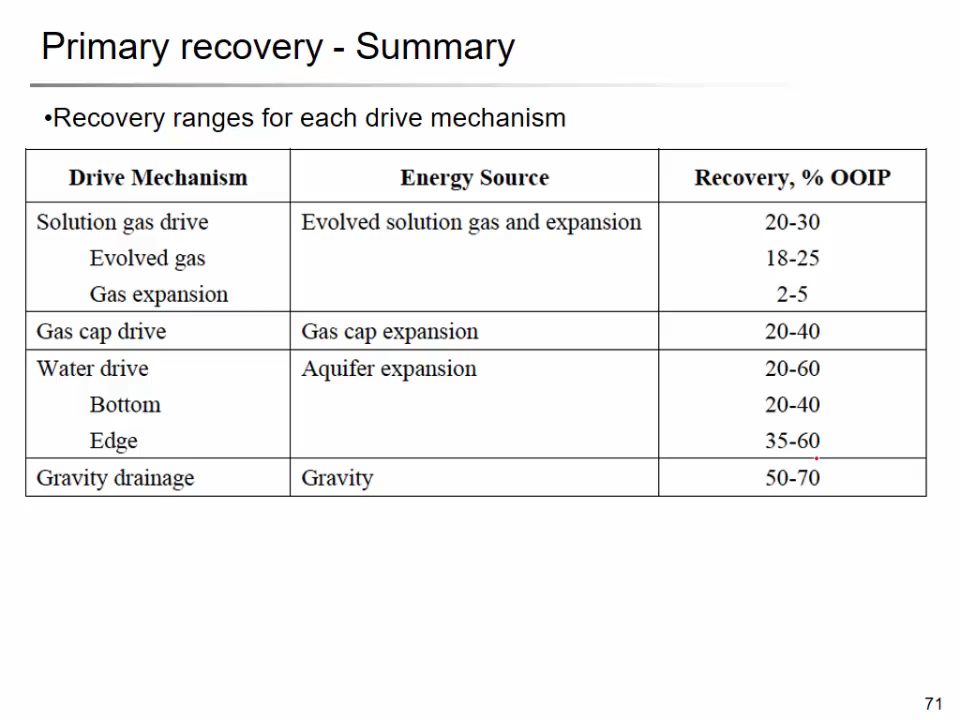 Primary recovery - Summary
•Recovery ranges for each drive mechanism
Drive Mechanism Energy Source Recovery, % OOIP
Solution gas drive Evolved solution gas and expansion 20-30
Evolved gas 18-25
Gas expansion 2-5
Gas cap drive Gas cap expansion 20-40
Water drive Aquifer expansion 20-60
Bottom 20-40
Edge 35-60
Gravity drainage Gravity 50-70
71